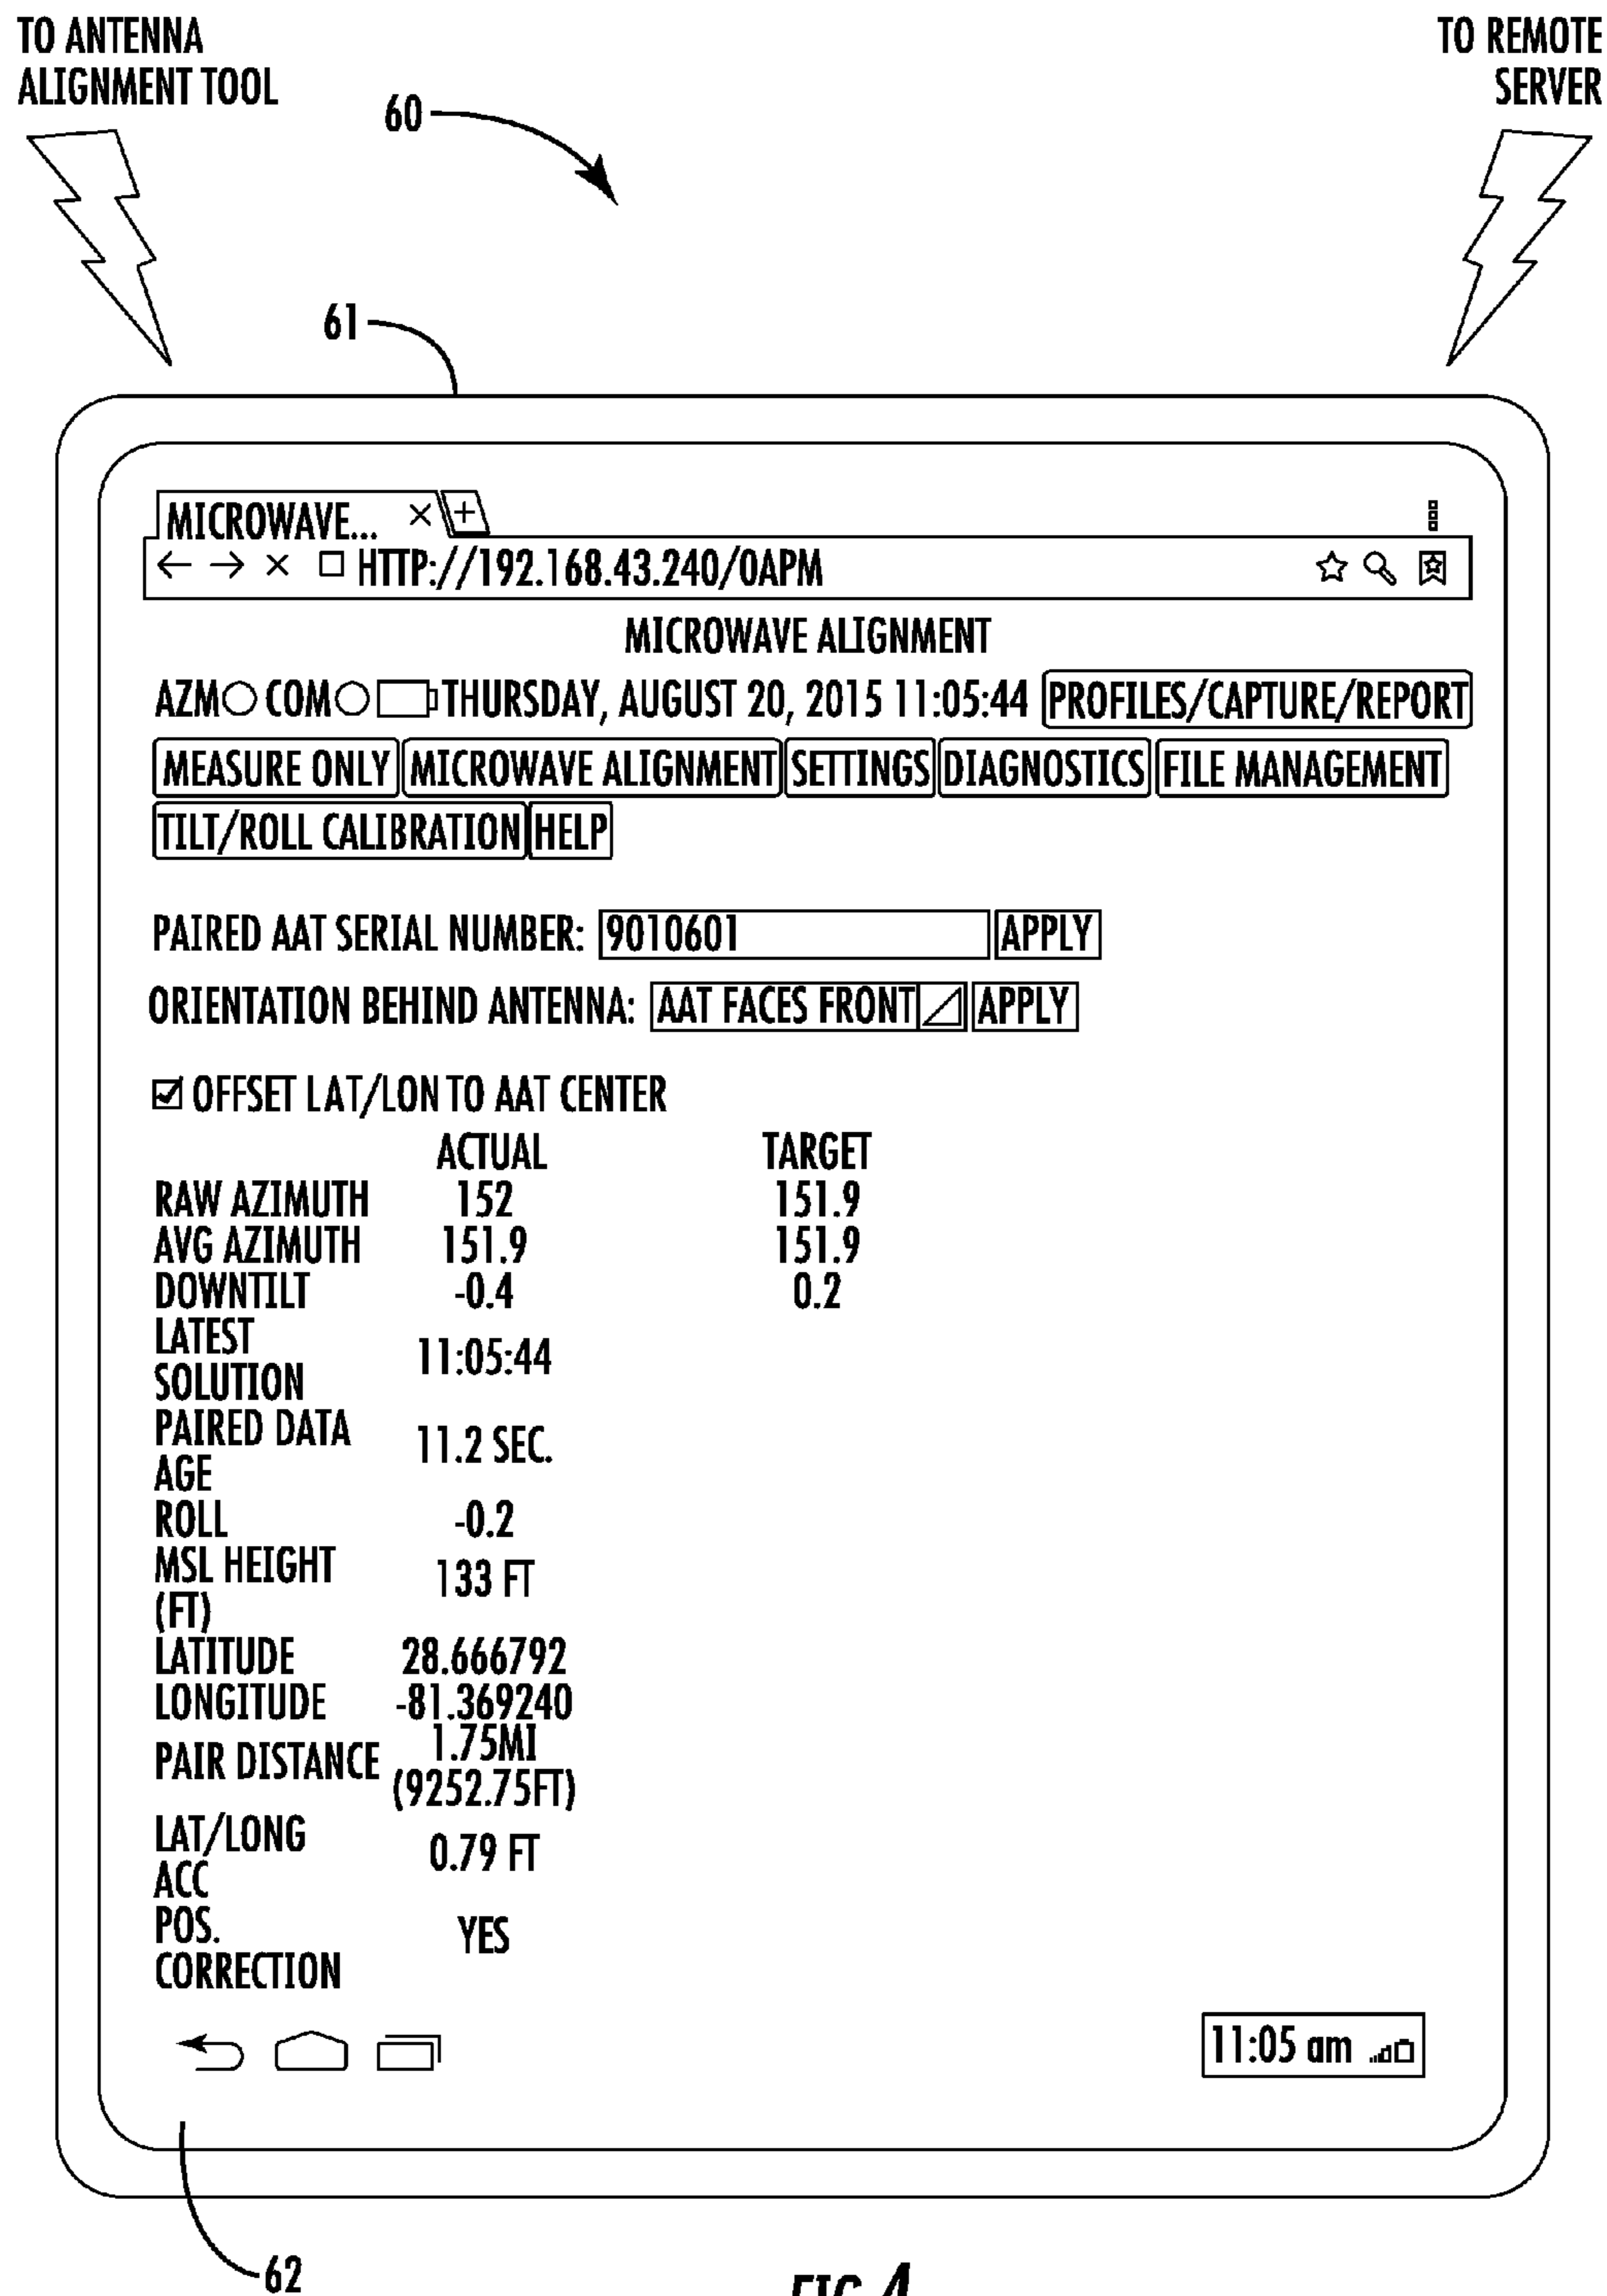 TO ANTENNA
ALIGNMENT TOOL
TO REMOTE
SERVER
60
61
MICROWAVE...
HTTP://192.168.43.240/0APM
MICROWAVE ALIGNMENT
AZM COM THURSDAY, AUGUST 20, 2015 11:05:44 PROFILES/CAPTURE/REPORT
MEASURE ONLY MICROWAVE ALIGNMENT SETTINGS DIAGNOSTICS FILE MANAGEMENT
TILT/ROLL CALIBRATION HELP
PAIRED AAT SERIAL NUMBER: 9010601 APPLY
ORIENTATION BEHIND ANTENNA: AAT FACES FRONT APPLY
OFFSET LAT/LON TO AAT CENTER
ACTUAL TARGET
RAW AZIMUTH 152 151.9
AVG AZIMUTH 151.9 151.9
DOWNTILT -0.4 0.2
LATEST
SOLUTION 11:05:44
PAIRED DATA
AGE 11.2 SEC.
ROLL -0.2
MSL HEIGHT
(FT) 133 FT
LATITUDE 28.666792
LONGITUDE -81.369240
PAIR DISTANCE 1.75MI
(9252.75FT)
LAT/LONG
ACC 0.79 FT
POS.
CORRECTION YES
11:05 am
62
FIG. 4